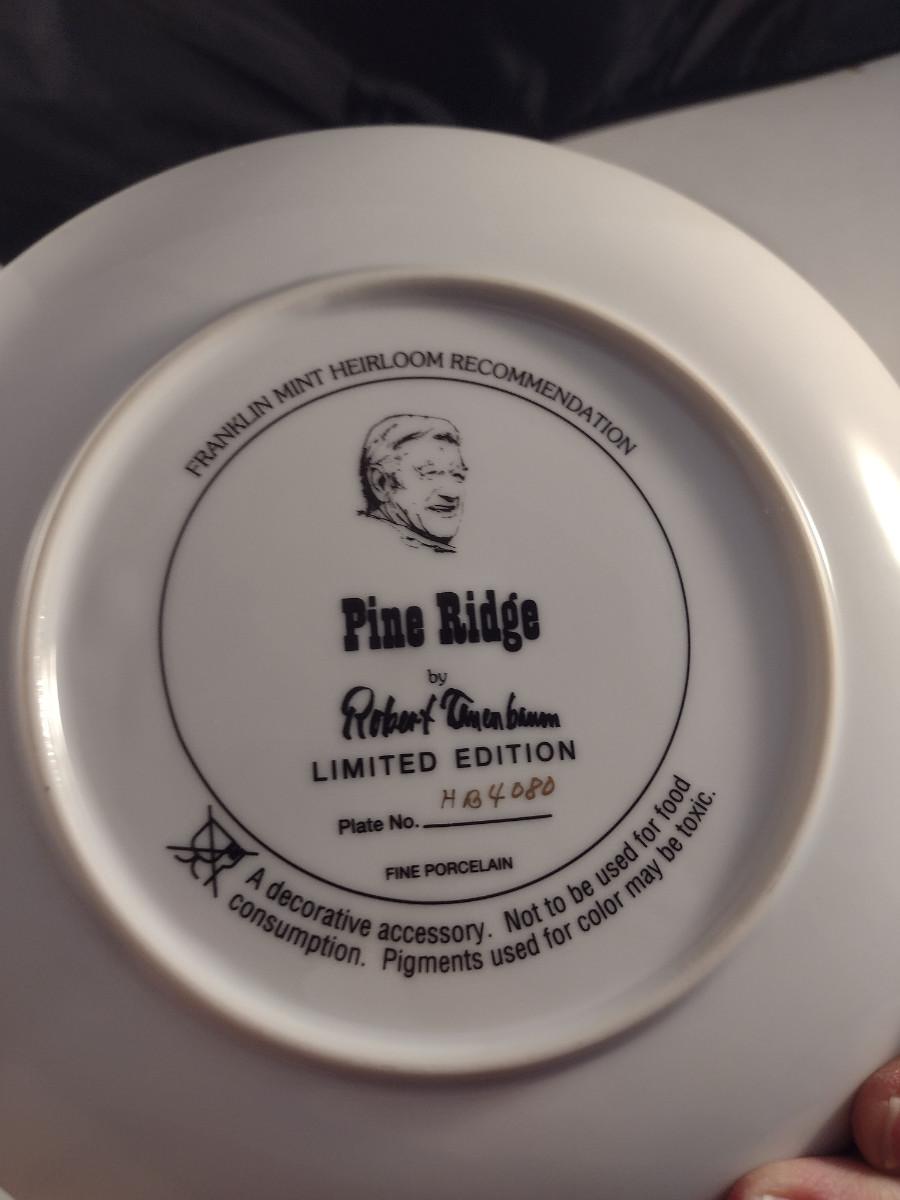 FRANKLIN MINT HEIRLOOM RECOMMENDATION
Pine Ridge
by
Robert Tanenbaum
LIMITED EDITION
Plate No. HB4080
FINE PORCELAIN
A decorative accessory. Not to be used for food
consumption. Pigments used for color may be toxic.